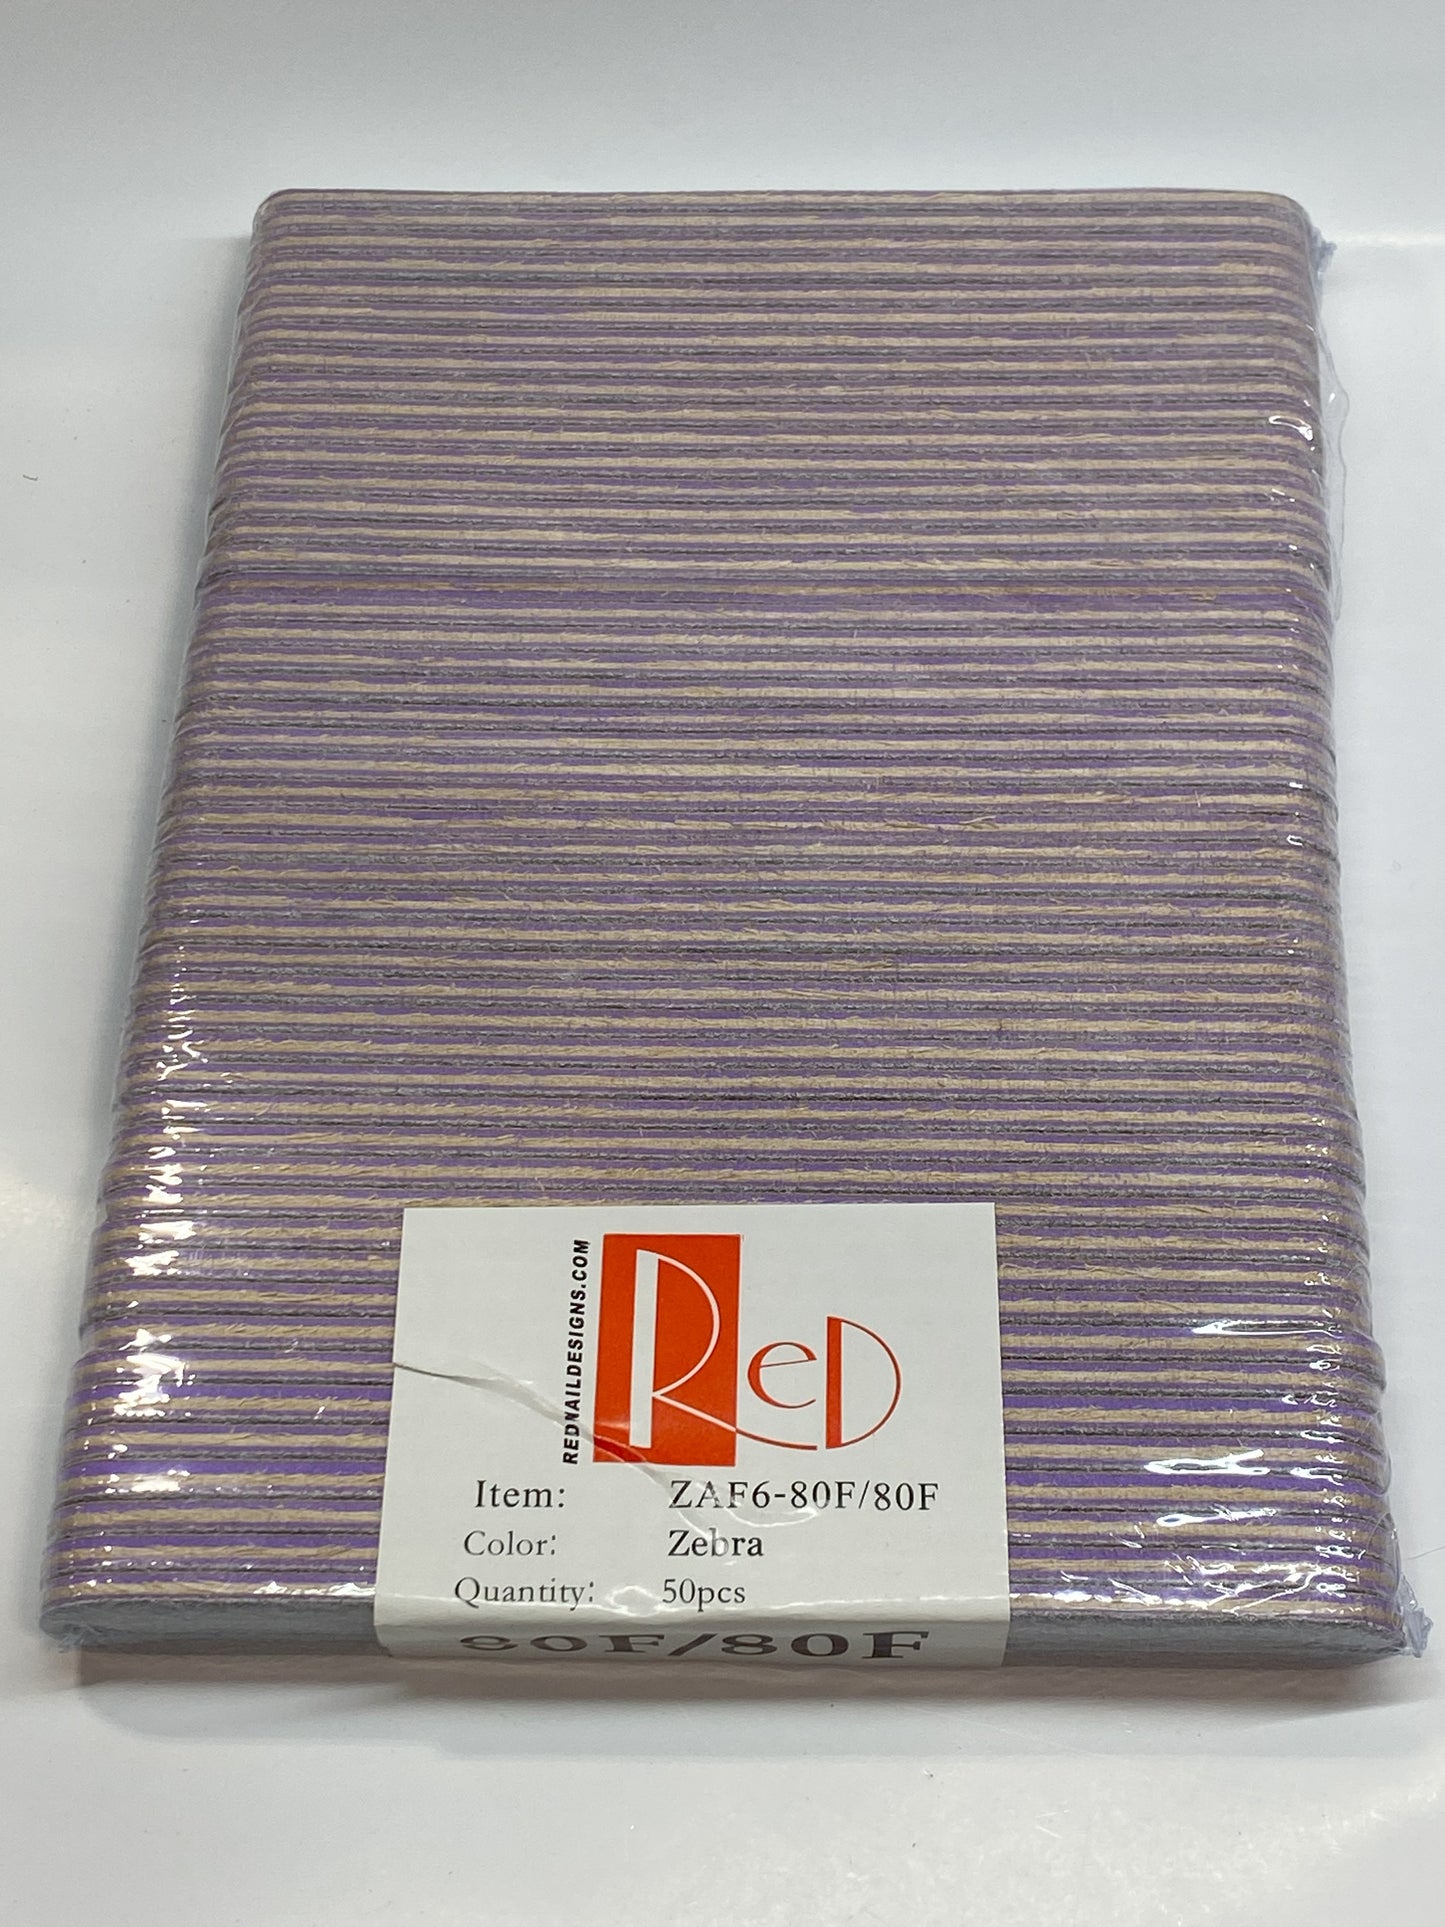 REDNAILDESIGNS.COM
ReD
Item: ZAF6-80F/80F
Color: Zebra
Quantity: 50pcs
80F/80F